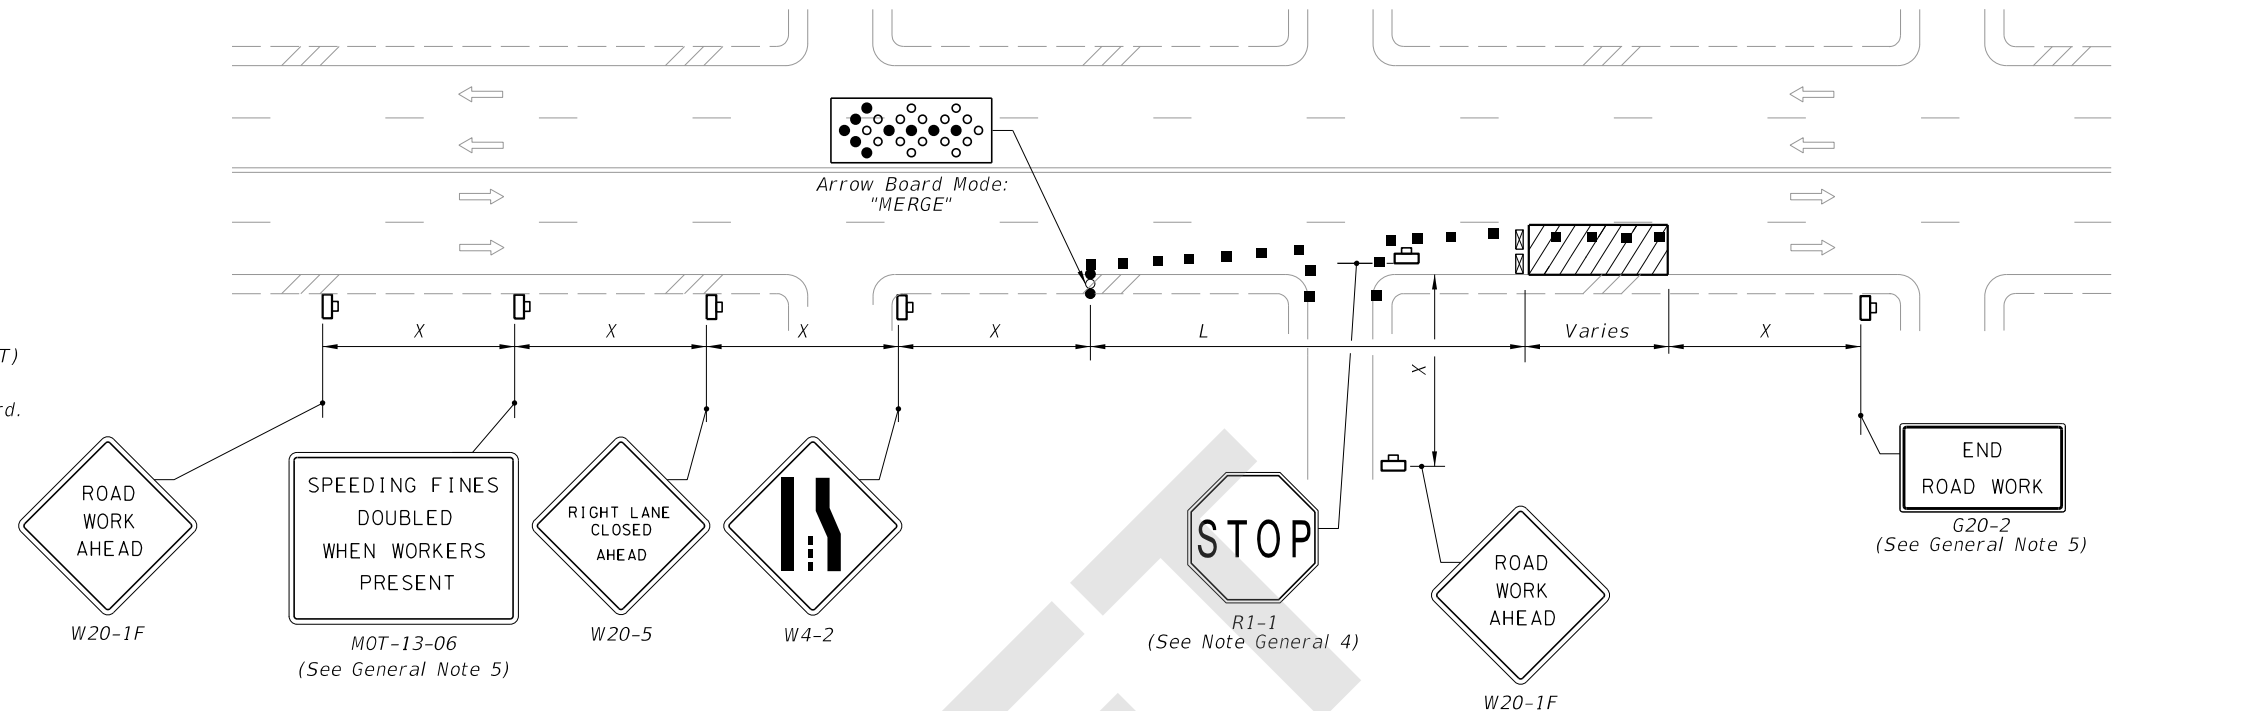 Arrow Board Mode:
"MERGE"
X
X
X
X
L
Varies
X
X
T)
rd.
ROAD
WORK
AHEAD
W20-1F
SPEEDING FINES
DOUBLED
WHEN WORKERS
PRESENT
MOT-13-06
(See General Note 5)
RIGHT LANE
CLOSED
AHEAD
W20-5
W4-2
STOP
R1-1
(See Note General 4)
ROAD
WORK
AHEAD
W20-1F
END
ROAD WORK
G20-2
(See General Note 5)